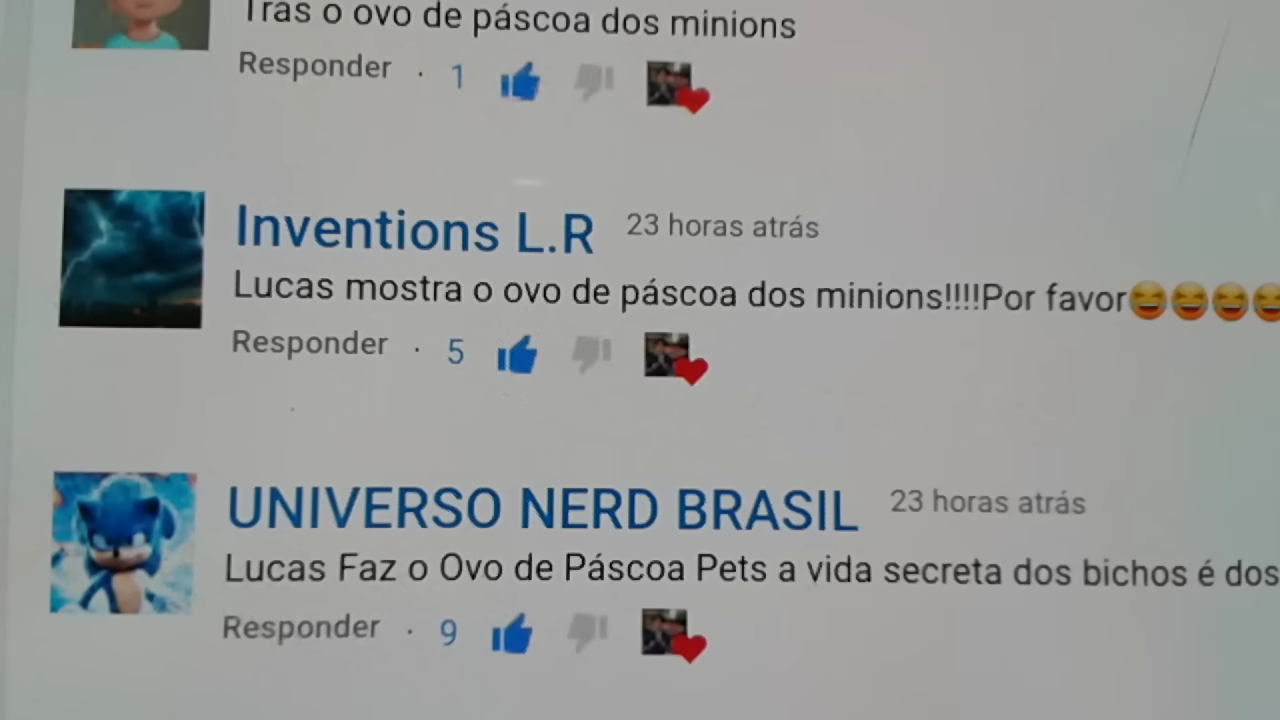 Tras o ovo de páscoa dos minions
Responder · 1
Inventions L.R 23 horas atrás
Lucas mostra o ovo de páscoa dos minions!!!!Por favor😆😆😆😆
Responder · 5
UNIVERSO NERD BRASIL 23 horas atrás
Lucas Faz o Ovo de Páscoa Pets a vida secreta dos bichos é dos
Responder · 9